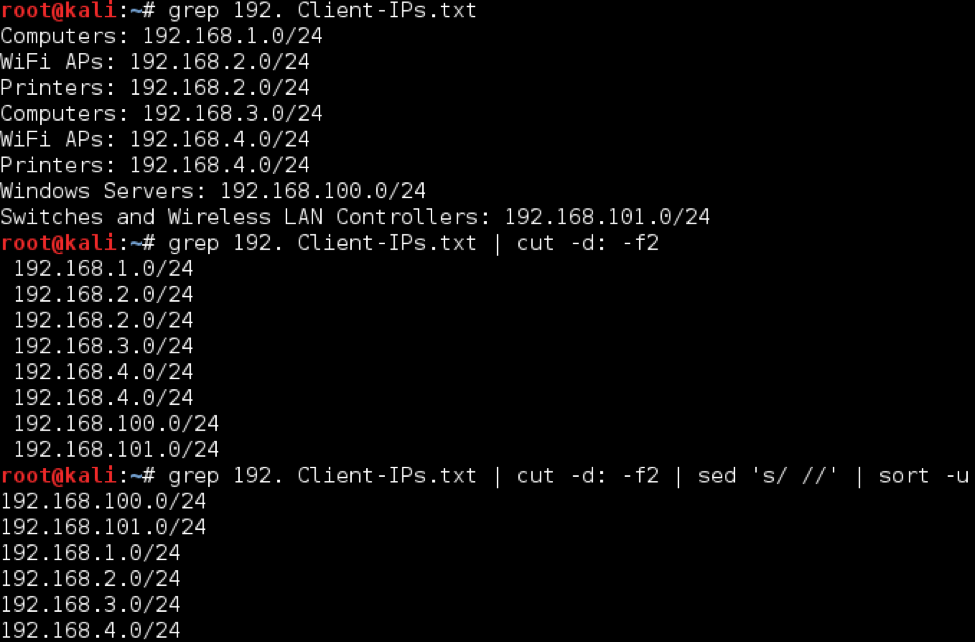 root@kali:~# grep 192. Client-IPs.txt
Computers: 192.168.1.0/24
WiFi APs: 192.168.2.0/24
Printers: 192.168.2.0/24
Computers: 192.168.3.0/24
WiFi APs: 192.168.4.0/24
Printers: 192.168.4.0/24
Windows Servers: 192.168.100.0/24
Switches and Wireless LAN Controllers: 192.168.101.0/24
root@kali:~# grep 192. Client-IPs.txt | cut -d: -f2
 192.168.1.0/24
 192.168.2.0/24
 192.168.2.0/24
 192.168.3.0/24
 192.168.4.0/24
 192.168.4.0/24
 192.168.100.0/24
 192.168.101.0/24
root@kali:~# grep 192. Client-IPs.txt | cut -d: -f2 | sed 's/ //' | sort -u
192.168.100.0/24
192.168.101.0/24
192.168.1.0/24
192.168.2.0/24
192.168.3.0/24
192.168.4.0/24